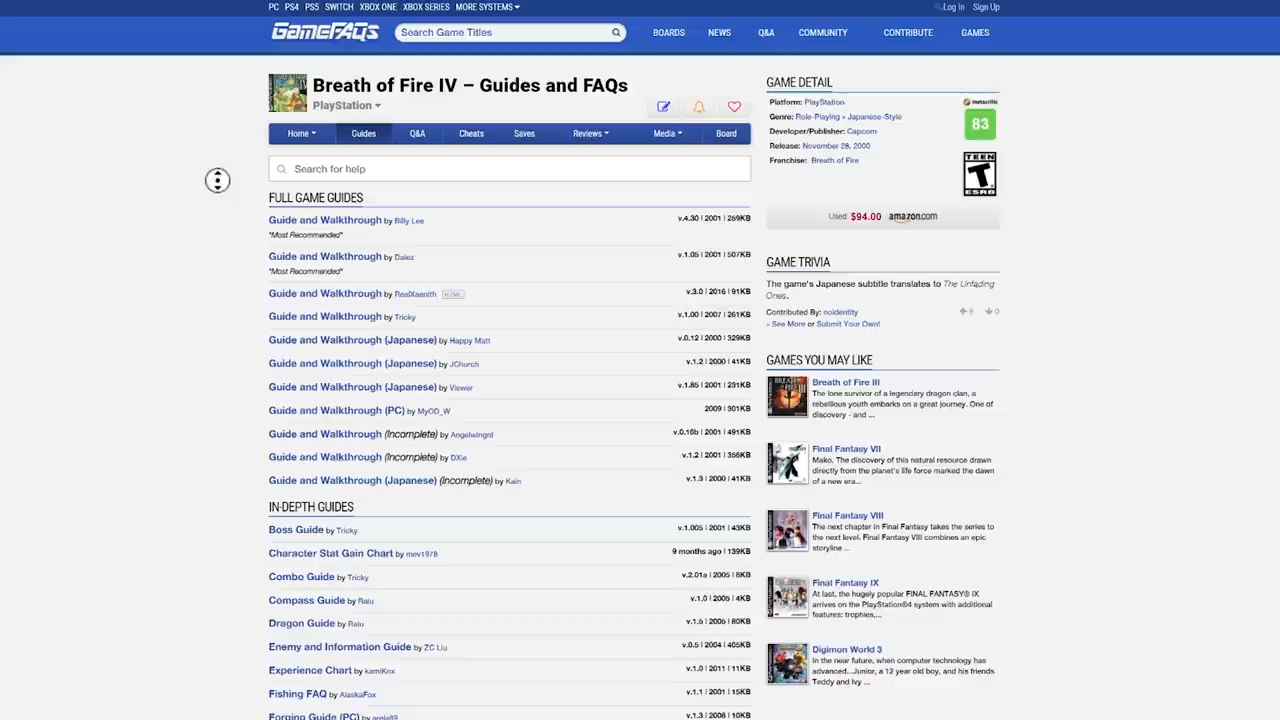 PC PS4 PS5 SWITCH XBOX ONE XBOX SERIES MORE SYSTEMS
Log In Sign Up
GAMEFAQs
Search Game Titles
BOARDS NEWS Q&A COMMUNITY CONTRIBUTE GAMES
Breath of Fire IV – Guides and FAQs
PlayStation
Home Guides Q&A Cheats Saves Reviews Media Board
Search for help
FULL GAME GUIDES
Guide and Walkthrough by Billy Lee v.4.30 | 2001 | 259KB
*Most Recommended*
Guide and Walkthrough by Dalez v.1.05 | 2001 | 507KB
*Most Recommended*
Guide and Walkthrough by RealXaenith HTML v.3.0 | 2016 | 91KB
Guide and Walkthrough by Tricky v.1.00 | 2007 | 261KB
Guide and Walkthrough (Japanese) by Happy Matt v.0.12 | 2000 | 329KB
Guide and Walkthrough (Japanese) by JChurch v.1.2 | 2000 | 41KB
Guide and Walkthrough (Japanese) by Viewer v.1.85 | 2001 | 231KB
Guide and Walkthrough (PC) by MyOD_W 2009 | 301KB
Guide and Walkthrough (Incomplete) by Angelwingnl v.0.16b | 2001 | 491KB
Guide and Walkthrough (Incomplete) by DXie v.1.2 | 2001 | 356KB
Guide and Walkthrough (Japanese) (Incomplete) by Kain v.1.3 | 2000 | 41KB
IN-DEPTH GUIDES
Boss Guide by Tricky v.1.005 | 2001 | 43KB
Character Stat Gain Chart by mev1978 9 months ago | 139KB
Combo Guide by Tricky v.2.01a | 2005 | 8KB
Compass Guide by Raiu v.1.0 | 2005 | 4KB
Dragon Guide by Raiu v.1.5 | 2005 | 80KB
Enemy and Information Guide by ZC Liu v.0.5 | 2004 | 405KB
Experience Chart by kamiKnx v.1.0 | 2011 | 11KB
Fishing FAQ by AlaskaFox v.1.1 | 2001 | 15KB
Forging Guide (PC) by areja89 v.1.3 | 2008 | 10KB
GAME DETAIL
Platform: PlayStation
Genre: Role-Playing » Japanese-Style
Developer/Publisher: Capcom
Release: November 28, 2000
Franchise: Breath of Fire
metacritic
83
TEEN
T
ESRB
Used $94.00 amazon.com
GAME TRIVIA
The game's Japanese subtitle translates to The Unfading
Ones.
Contributed By: noidentity 8 0
» See More or Submit Your Own!
GAMES YOU MAY LIKE
Breath of Fire III
The lone survivor of a legendary dragon clan, a
rebellious youth embarks on a great journey. One of
discovery - and ...
Final Fantasy VII
Mako, The discovery of this natural resource drawn
directly from the planet's life force marked the dawn
of a new era...
Final Fantasy VIII
The next chapter in Final Fantasy takes the series to
the next level. Final Fantasy VIII combines an epic
storyline ...
Final Fantasy IX
At last, the hugely popular FINAL FANTASY® IX
arrives on the PlayStation®4 system with additional
features: trophies,...
Digimon World 3
In the near future, when computer technology has
advanced...Junior, a 12 year old boy, and his friends
Teddy and Ivy ...